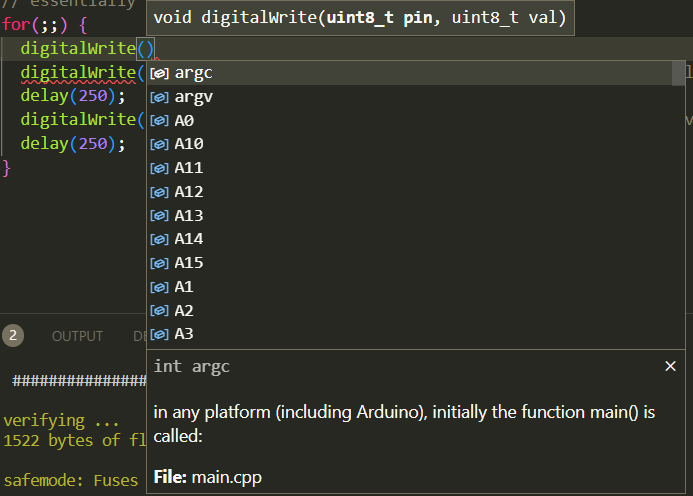 // essentially
void digitalWrite(uint8_t pin, uint8_t val)
for(;;) {
digitalWrite()
digitalWrite(
delay(250);
digitalWrite(
delay(250);
}
argc
argv
A0
A10
A11
A12
A13
A14
A15
A1
A2
A3
2 OUTPUT
int argc ×
in any platform (including Arduino), initially the function main() is
called:
File: main.cpp
################
verifying ...
1522 bytes of fl
safemode: Fuses